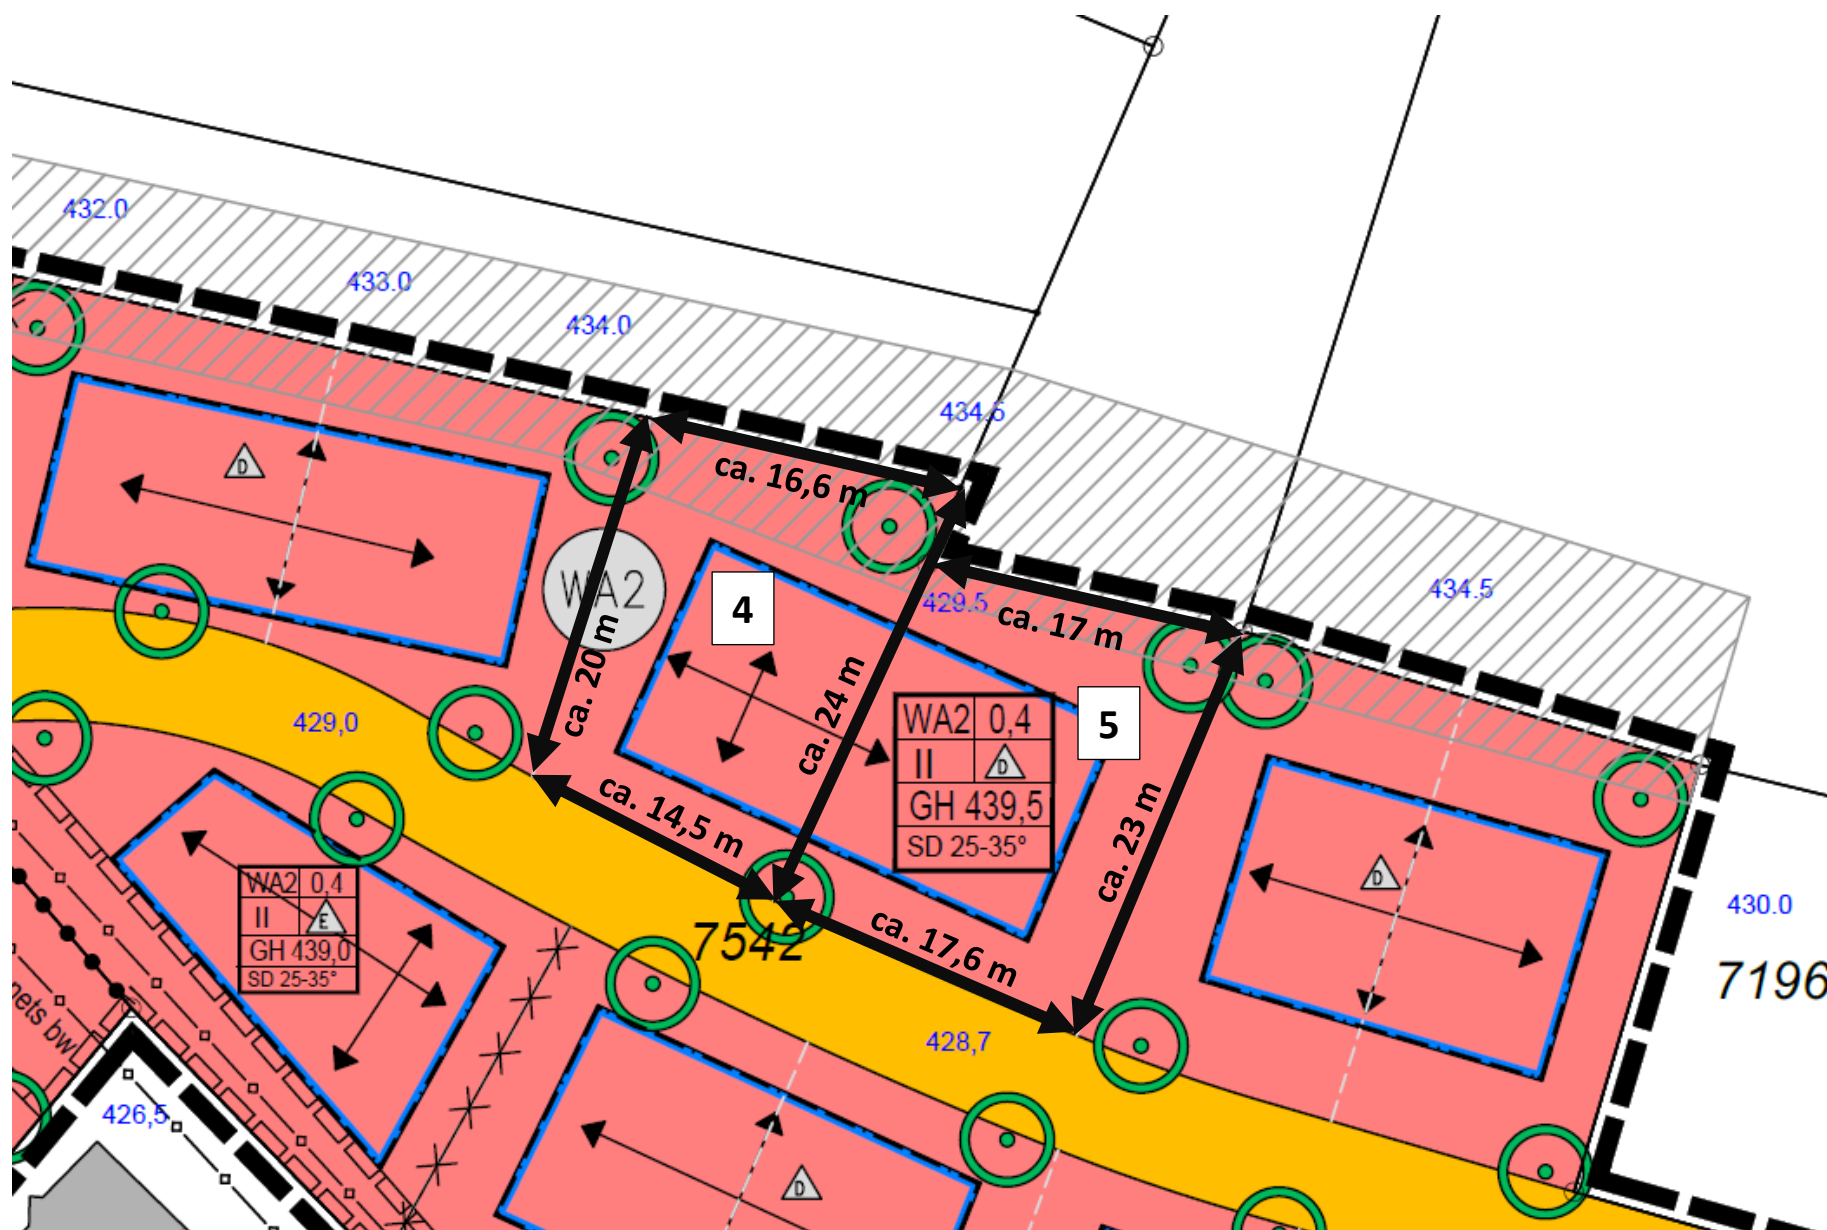 432.0
433.0
434.0
434.5
ca. 16,6 m
D
WA2
4
429.5
ca. 17 m
434.5
ca. 20 m
ca. 24 m
5
WA2 0,4
II D
GH 439,5
SD 25-35°
429,0
ca. 14,5 m
ca. 23 m
D
WA2 0,4
II E
GH 439,0
SD 25-35°
7542
ca. 17,6 m
430.0
7196
nets bw
428,7
426,5
D